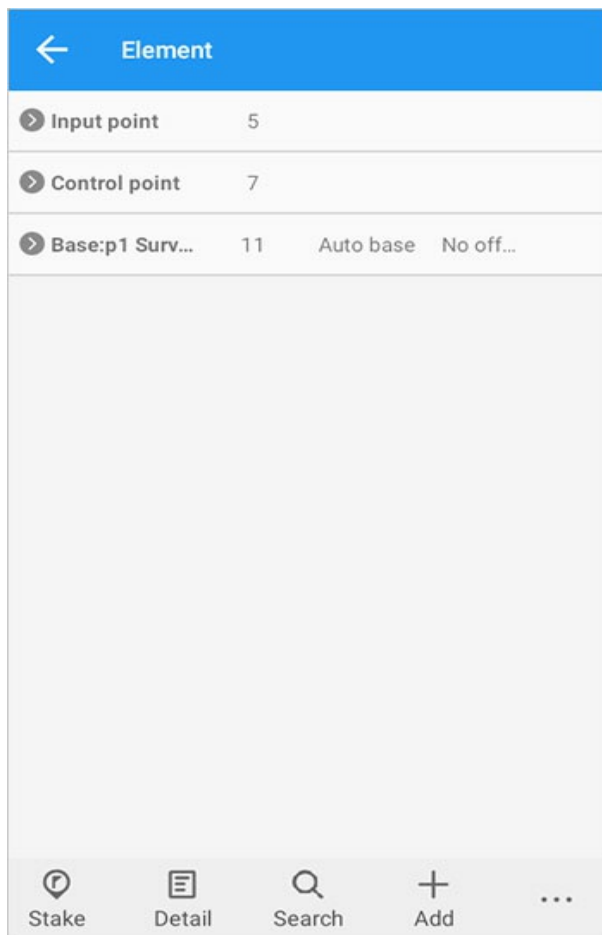 Element
Input point 5
Control point 7
Base:p1 Surv... 11 Auto base No off...
Stake Detail Search Add